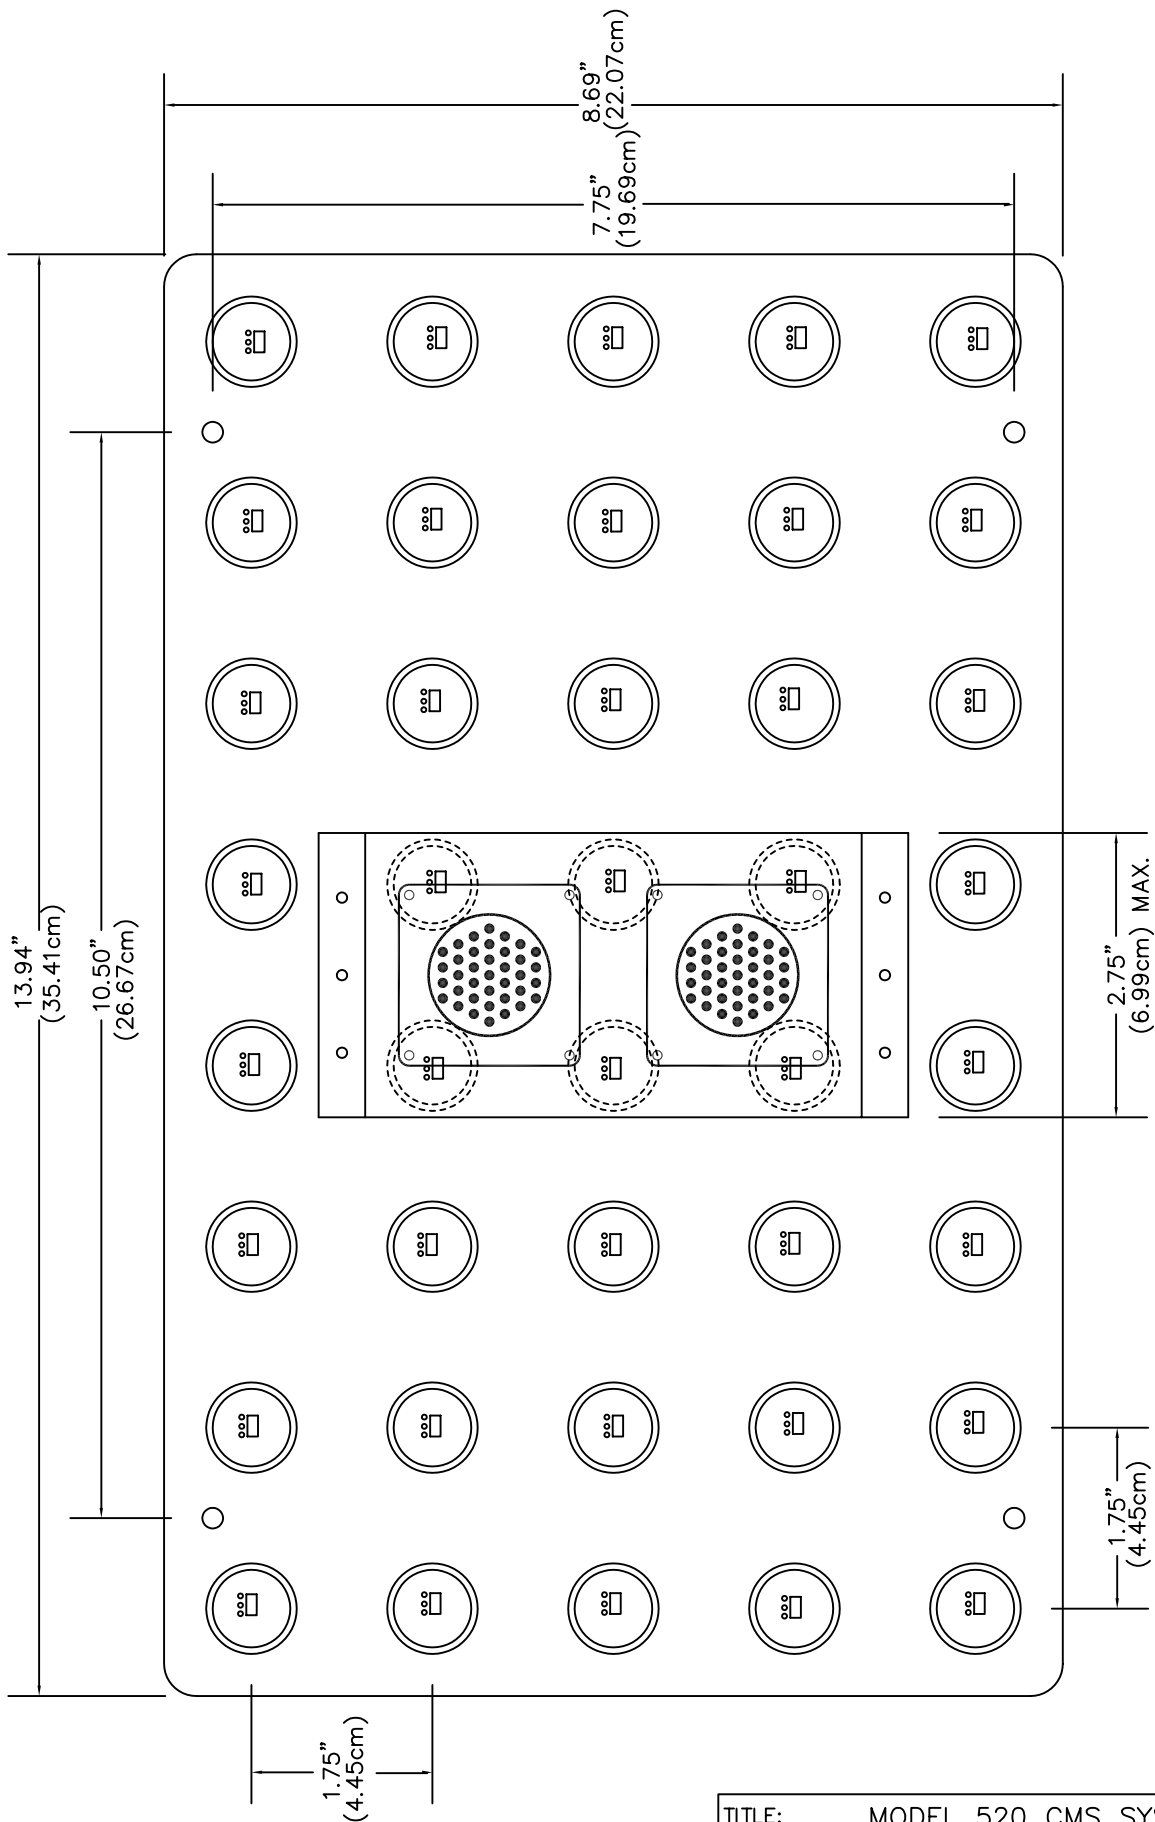 8.69”
(22.07cm)
7.75”
(19.69cm)
13.94”
(35.41cm)
10.50”
(26.67cm)
2.75”
(6.99cm) MAX.
1.75”
(4.45cm)
1.75”
(4.45cm)
TITLE: MODEL 520 CMS